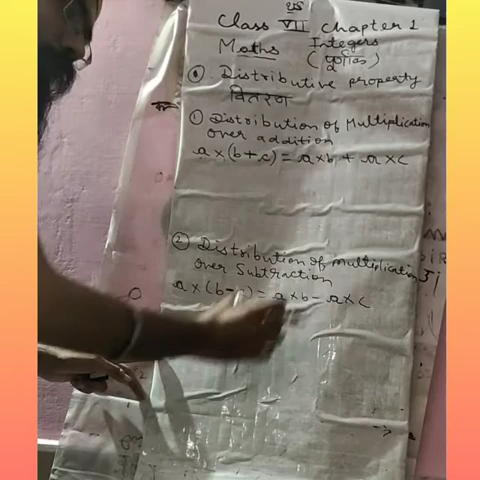 Class VII Chapter 1
Maths Integers
(पूर्णांक)
Distributive property
वितरण
① Distribution of Multiplication
over addition
a × (b + c) = a × b + a × c
② Distribution of Multiplication
over Subtraction
a × (b - c) = a × b - a × c